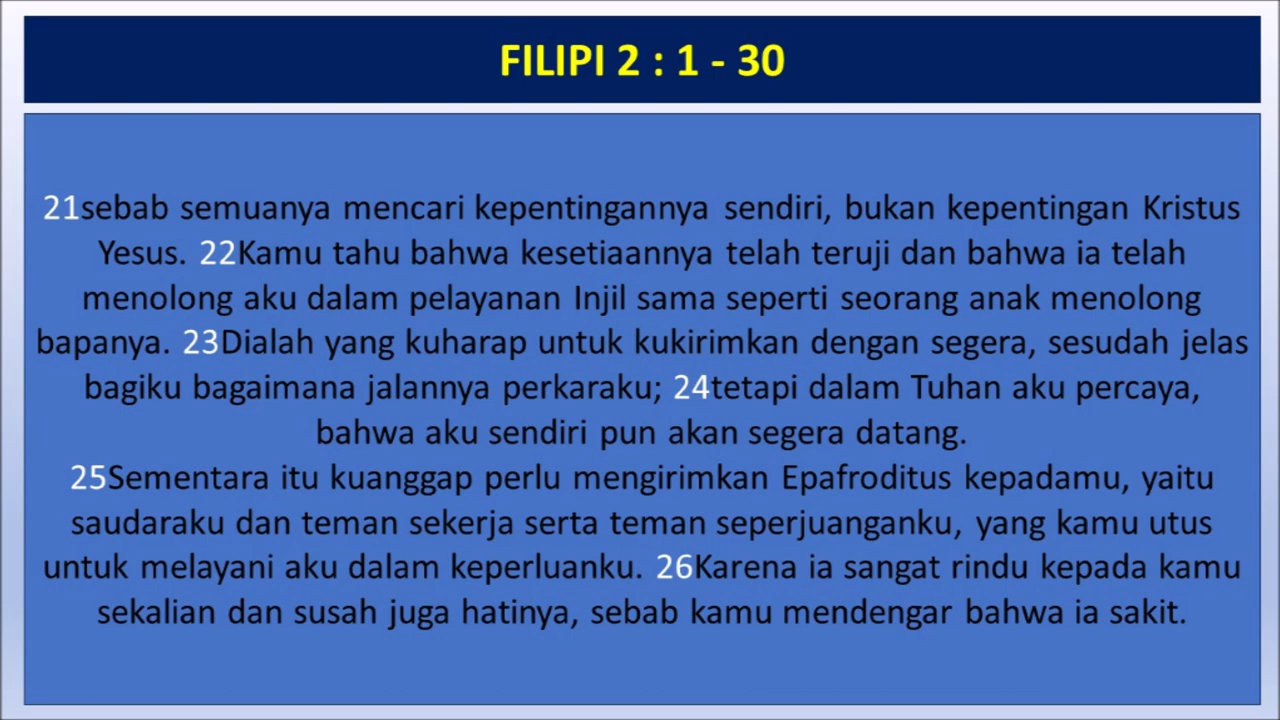 FILIPI 2 : 1 - 30
21sebab semuanya mencari kepentingannya sendiri, bukan kepentingan Kristus
Yesus. 22Kamu tahu bahwa kesetiaannya telah teruji dan bahwa ia telah
menolong aku dalam pelayanan Injil sama seperti seorang anak menolong
bapanya. 23Dialah yang kuharap untuk kukirimkan dengan segera, sesudah jelas
bagiku bagaimana jalannya perkaraku; 24tetapi dalam Tuhan aku percaya,
bahwa aku sendiri pun akan segera datang.
25Sementara itu kuanggap perlu mengirimkan Epafroditus kepadamu, yaitu
saudaraku dan teman sekerja serta teman seperjuanganku, yang kamu utus
untuk melayani aku dalam keperluanku. 26Karena ia sangat rindu kepada kamu
sekalian dan susah juga hatinya, sebab kamu mendengar bahwa ia sakit.